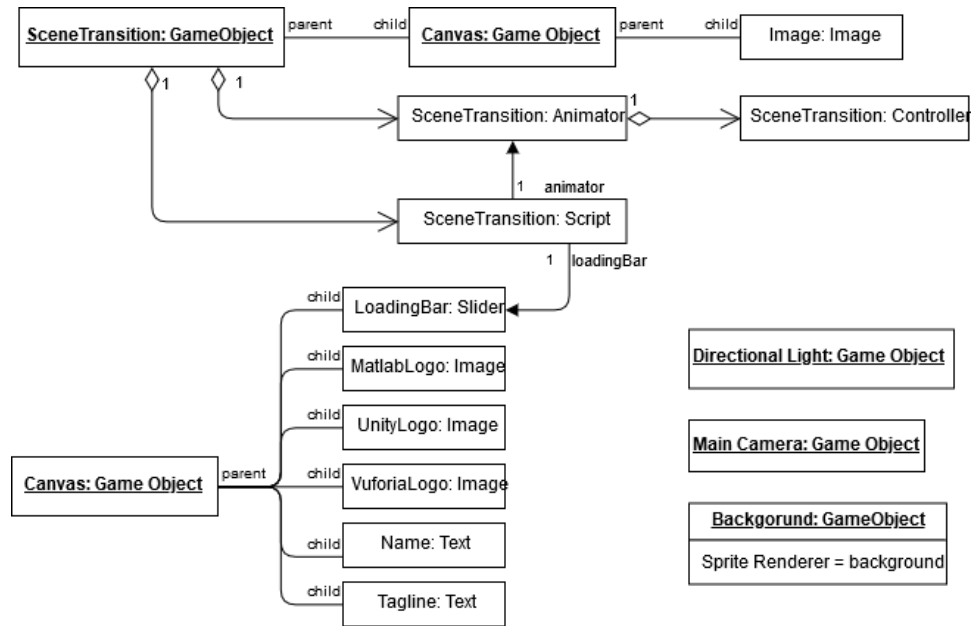 SceneTransition: GameObject
parent
child
Canvas: Game Object
parent
child
Image: Image
1
1
SceneTransition: Animator
1
SceneTransition: Controller
1
animator
SceneTransition: Script
1
loadingBar
child
LoadingBar: Slider
child
MatlabLogo: Image
child
UnityLogo: Image
Canvas: Game Object
parent
child
VuforiaLogo: Image
child
Name: Text
child
Tagline: Text
Directional Light: Game Object
Main Camera: Game Object
Backgorund: GameObject
Sprite Renderer = background